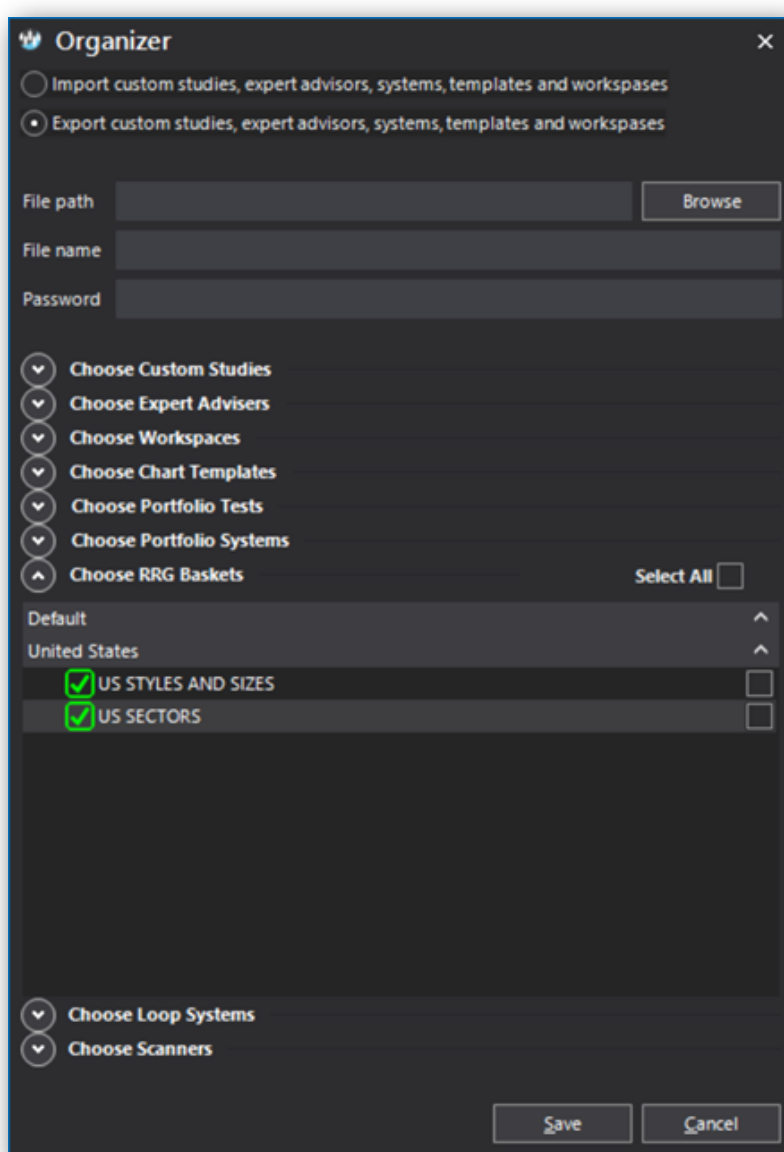 Organizer
Import custom studies, expert advisors, systems, templates and workspases
Export custom studies, expert advisors, systems, templates and workspases
File path Browse
File name
Password
Choose Custom Studies
Choose Expert Advisers
Choose Workspaces
Choose Chart Templates
Choose Portfolio Tests
Choose Portfolio Systems
Choose RRG Baskets Select All
Default
United States
US STYLES AND SIZES
US SECTORS
Choose Loop Systems
Choose Scanners
Save Cancel